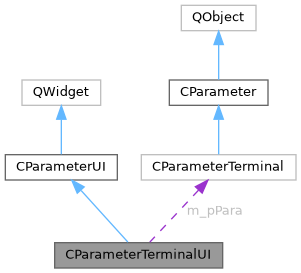 QObject
QWidget
CParameter
CParameterUI
CParameterTerminal
m_pPara
CParameterTerminalUI